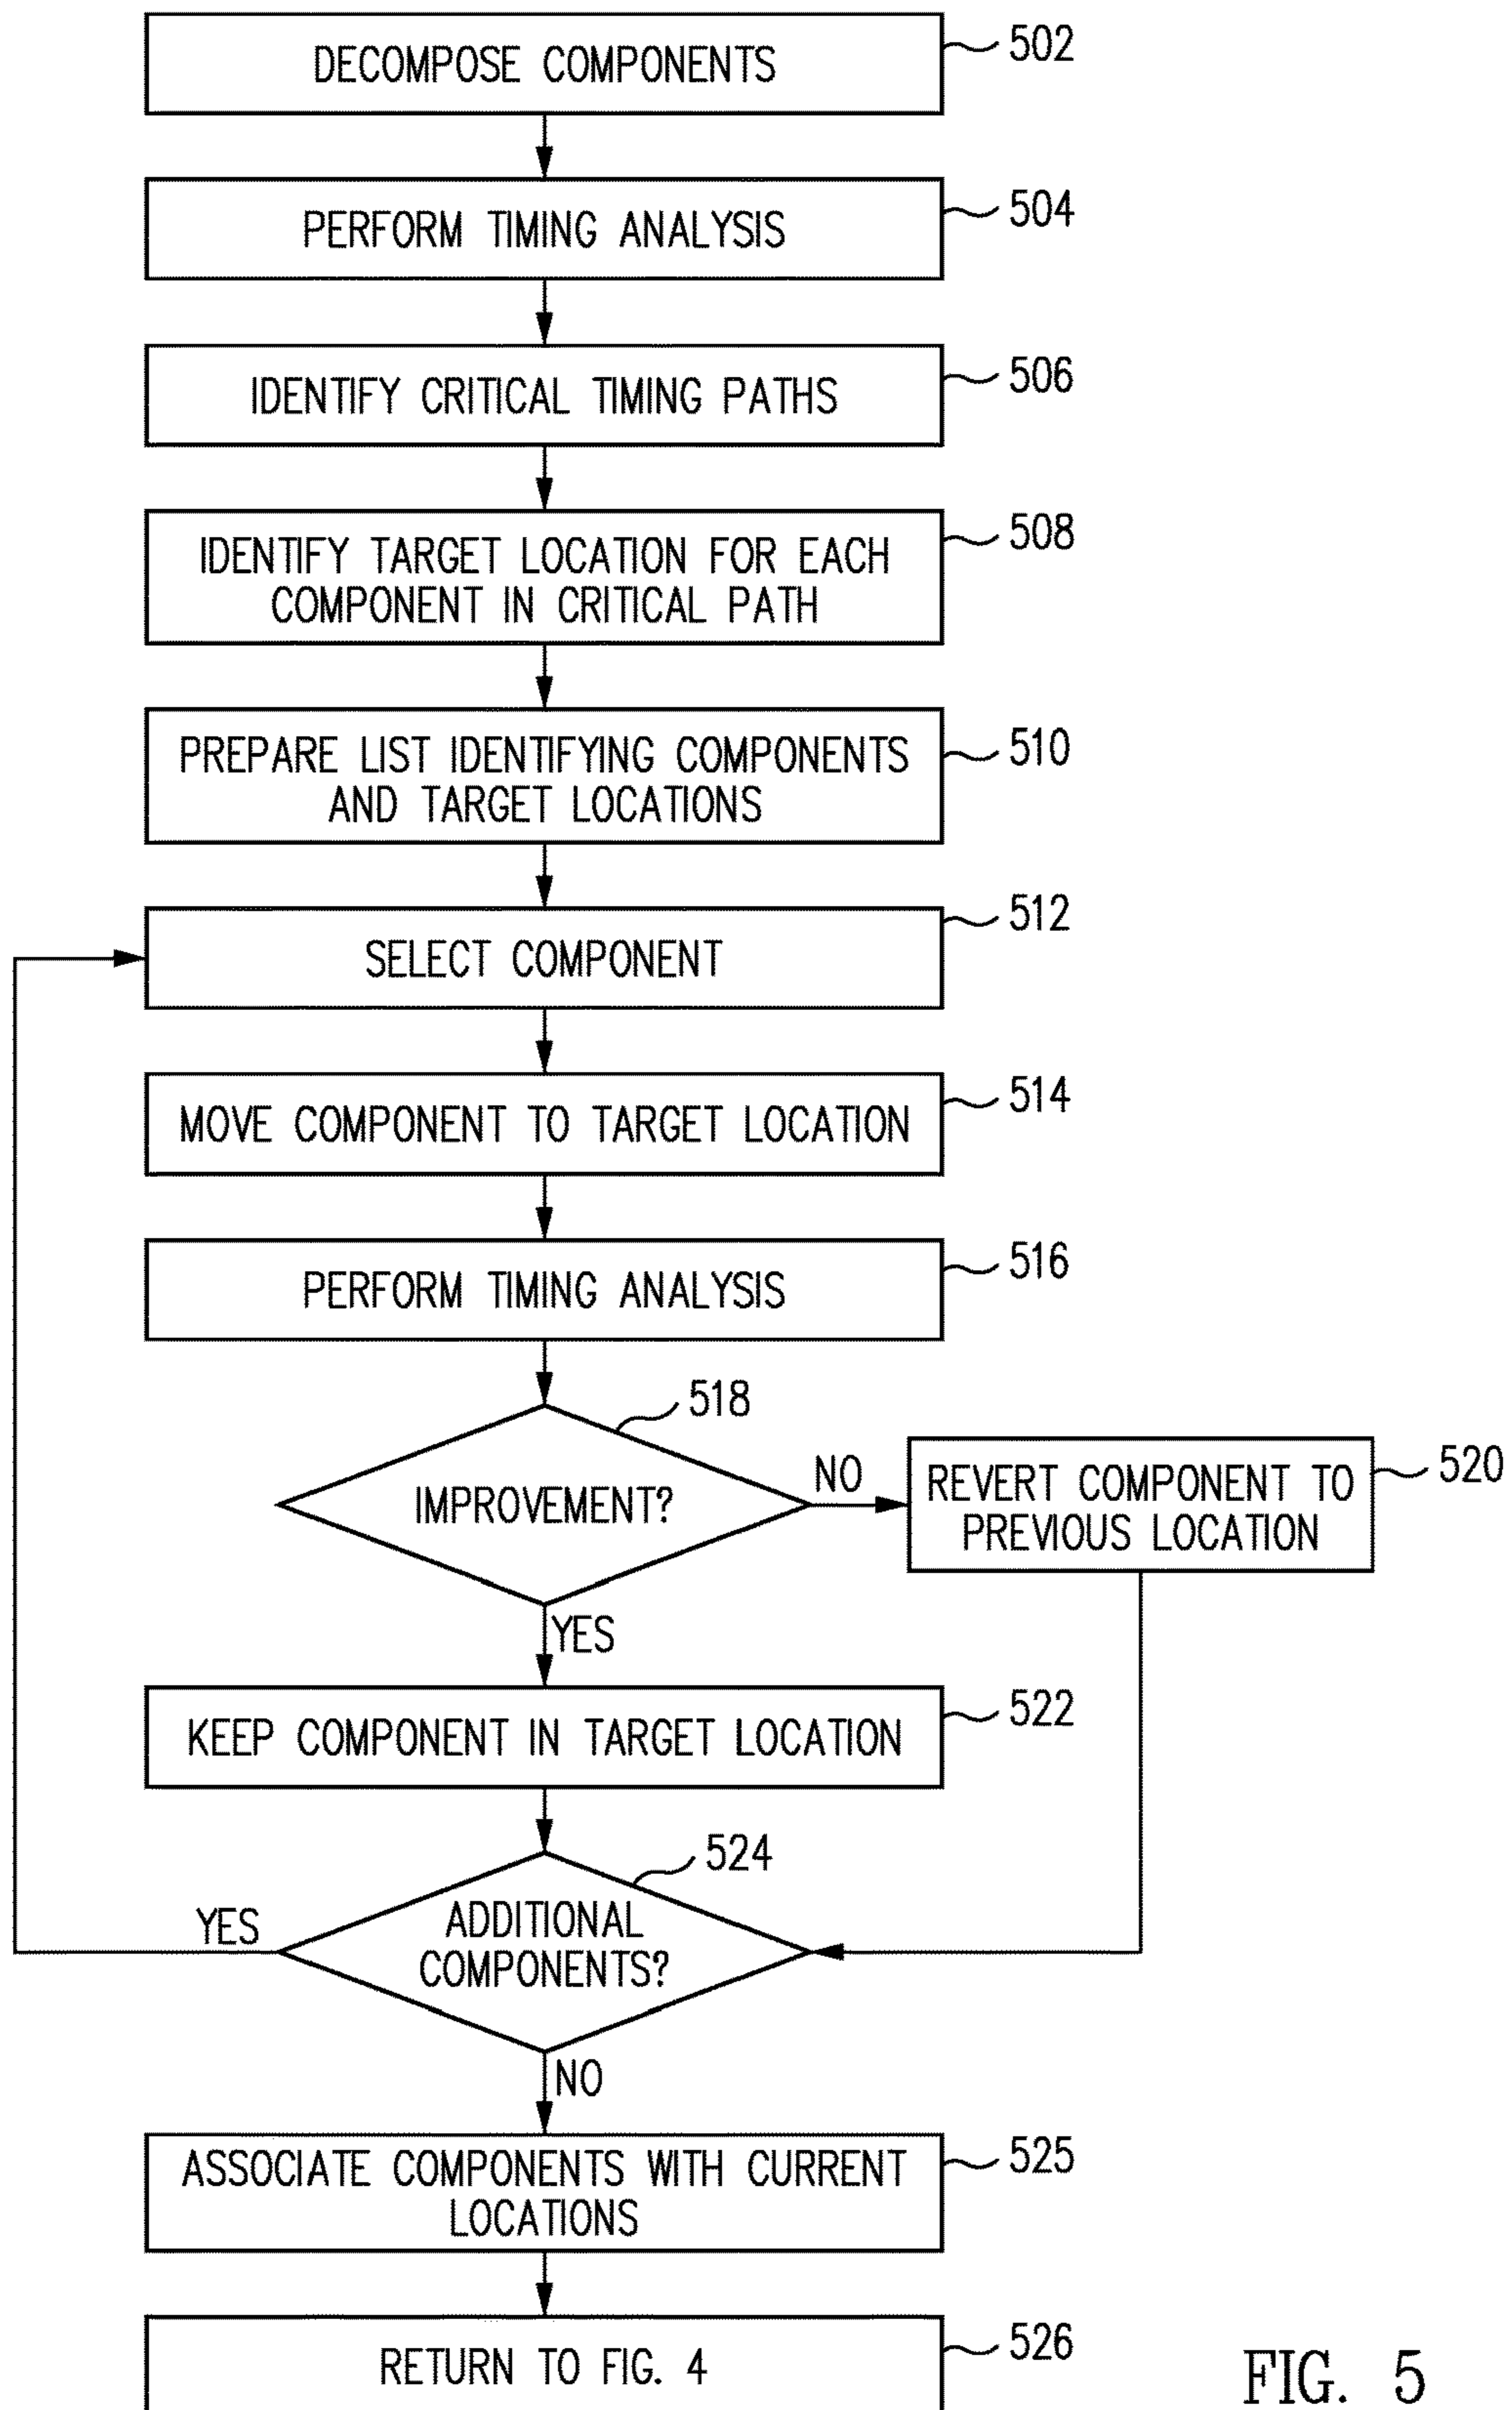 DECOMPOSE COMPONENTS
502
PERFORM TIMING ANALYSIS
504
IDENTIFY CRITICAL TIMING PATHS
506
IDENTIFY TARGET LOCATION FOR EACH
COMPONENT IN CRITICAL PATH
508
PREPARE LIST IDENTIFYING COMPONENTS
AND TARGET LOCATIONS
510
SELECT COMPONENT
512
MOVE COMPONENT TO TARGET LOCATION
514
PERFORM TIMING ANALYSIS
516
518
IMPROVEMENT?
NO
REVERT COMPONENT TO
PREVIOUS LOCATION
520
YES
KEEP COMPONENT IN TARGET LOCATION
522
524
ADDITIONAL
COMPONENTS?
YES
NO
ASSOCIATE COMPONENTS WITH CURRENT
LOCATIONS
525
RETURN TO FIG. 4
526
FIG. 5